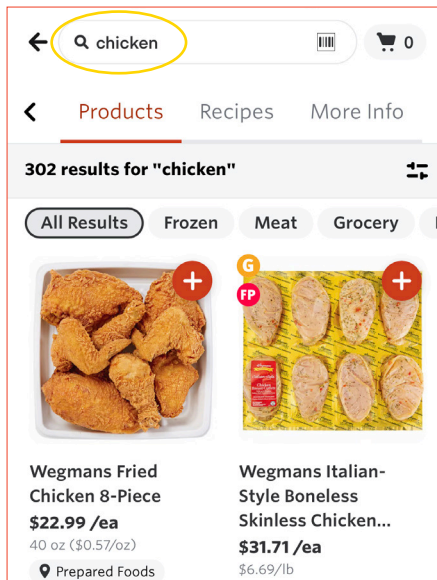 chicken
0
Products Recipes More Info
302 results for "chicken"
All Results Frozen Meat Grocery
G
FP
Wegmans Fried
Chicken 8-Piece
$22.99 /ea
40 oz ($0.57/oz)
Prepared Foods
Wegmans Italian-
Style Boneless
Skinless Chicken...
$31.71 /ea
$6.69/lb